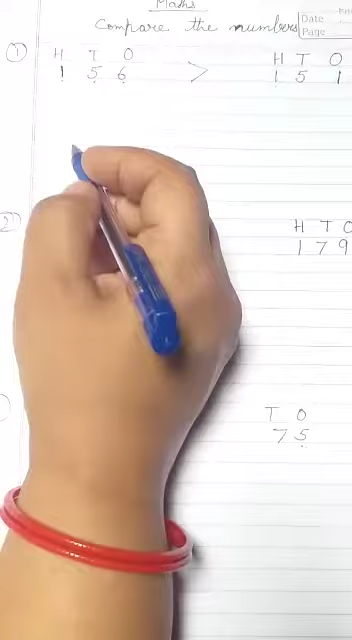 Maths
Compare the numbers
Date
Page
1 H T O H T O
1 5 6 > 1 5 1
2 H T O
1 7 9
T O
7 5